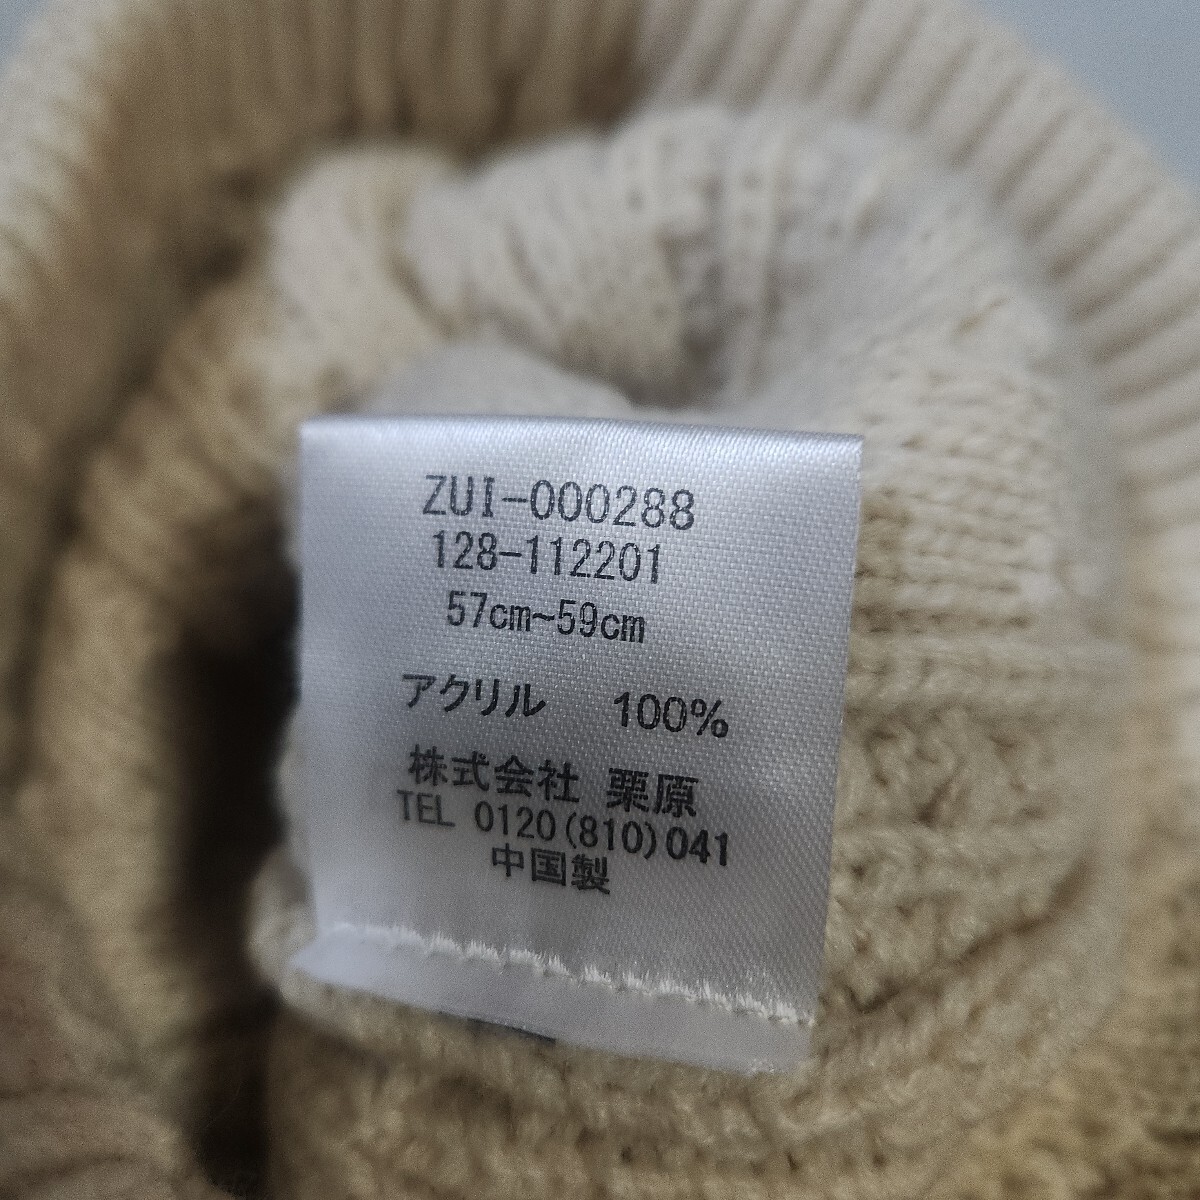 ZUI-000288
128-112201
57cm~59cm
アクリル 100%
株式会社 栗原
TEL 0120(810)041
中国製